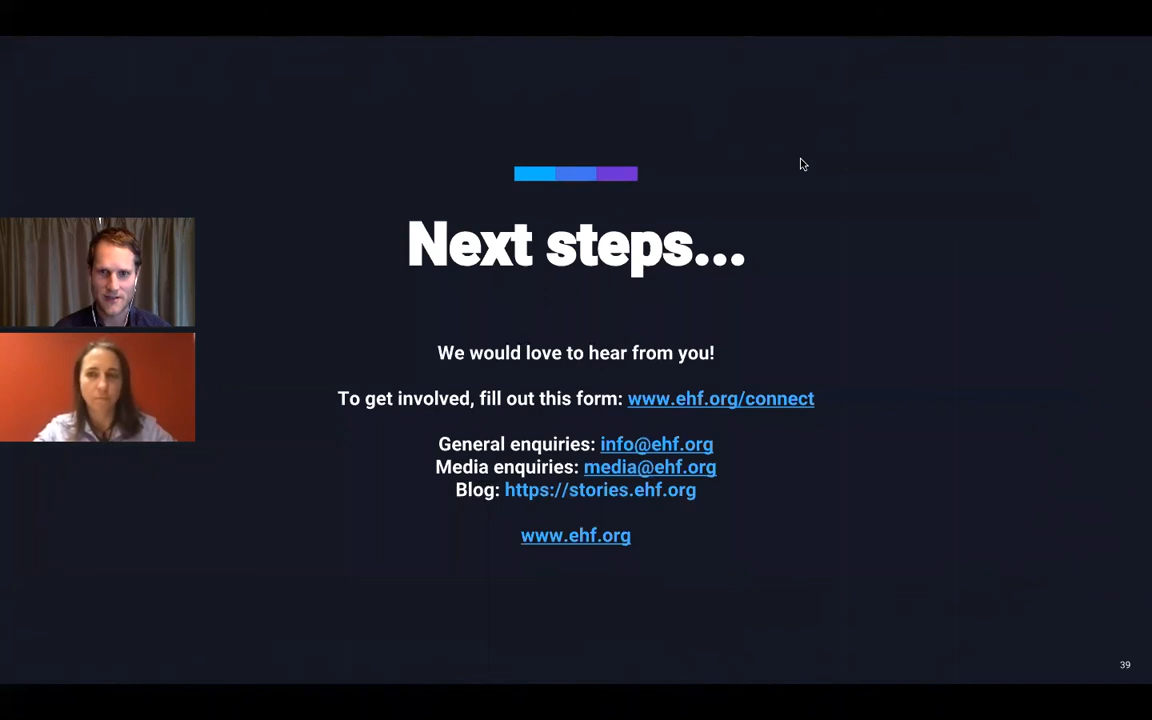 Next steps...
We would love to hear from you!
To get involved, fill out this form: www.ehf.org/connect
General enquiries: info@ehf.org
Media enquiries: media@ehf.org
Blog: https://stories.ehf.org
www.ehf.org
39